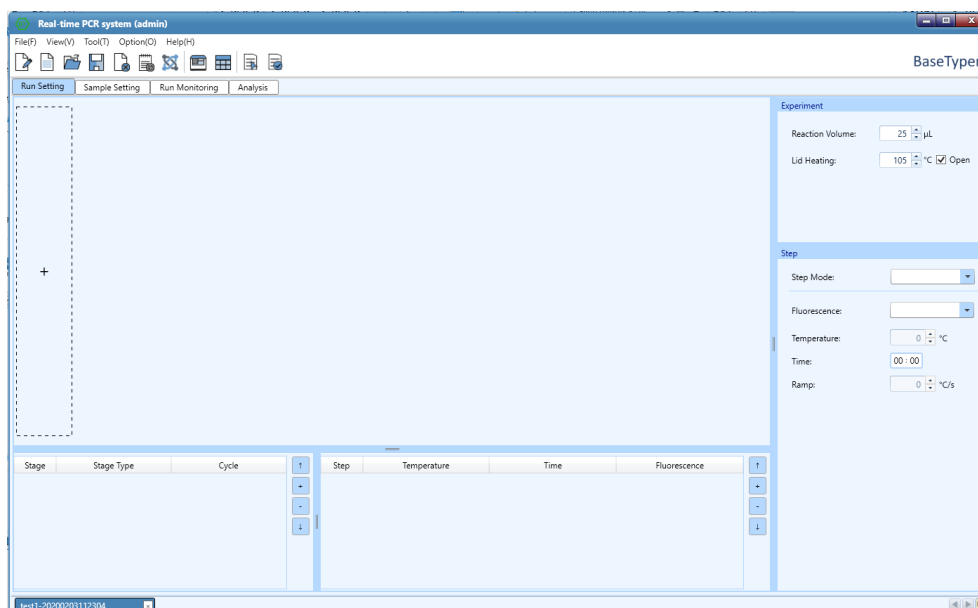 Real-time PCR system (admin)
File(F) View(V) Tool(T) Option(O) Help(H)
BaseTyper
Run Setting Sample Setting Run Monitoring Analysis
Experiment
Reaction Volume: 25 µL
Lid Heating: 105 °C Open
+
Step
Step Mode:
Fluorescence:
Temperature: 0 °C
Time: 00 : 00
Ramp: 0 °C/s
Stage Stage Type Cycle ↑ Step Temperature Time Fluorescence ↑
+ +
- -
↓ ↓
test1-20200203112304 x